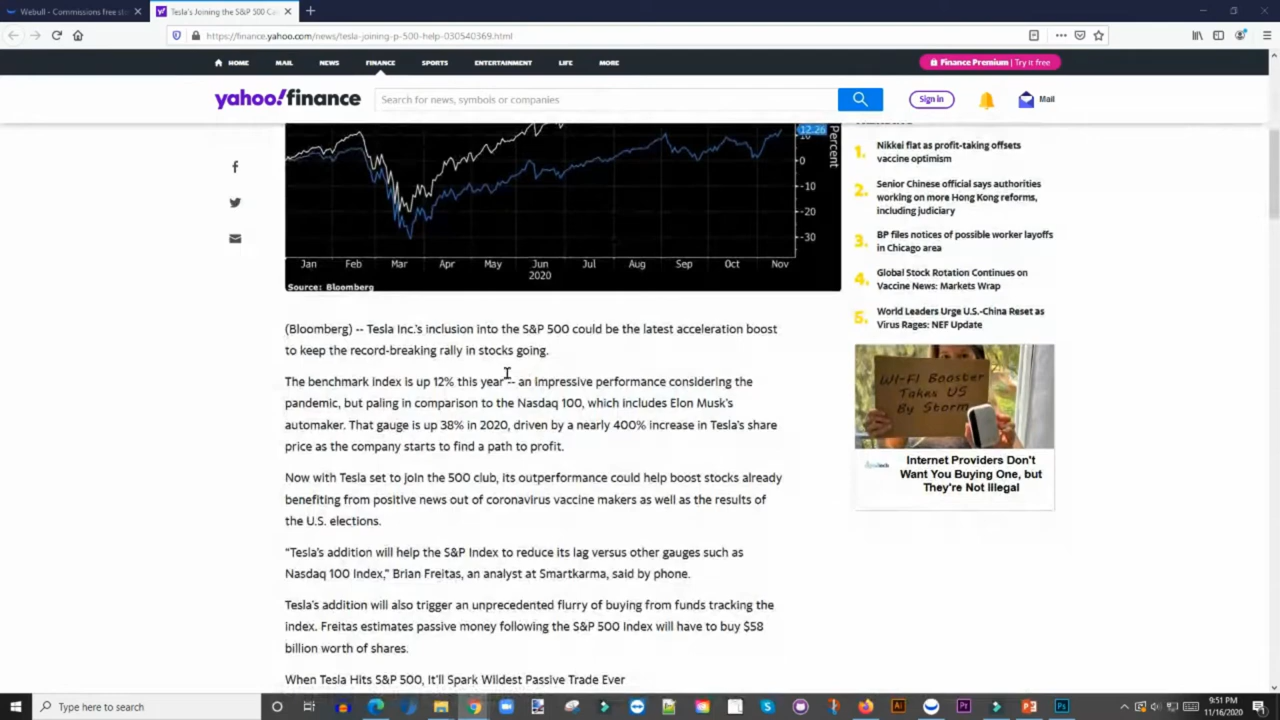 Webull - Commissions free sto
Tesla's Joining the S&P 500 Ca
https://finance.yahoo.com/news/tesla-joining-p-500-help-030540369.html
HOME MAIL NEWS FINANCE SPORTS ENTERTAINMENT LIFE MORE
Finance Premium | Try it free
yahoo!finance
Search for news, symbols or companies
Sign in
Mail
12.26
10
0
-10
-20
-30
Percent
Jan Feb Mar Apr May Jun Jul Aug Sep Oct Nov
2020
Source: Bloomberg
(Bloomberg) -- Tesla Inc.'s inclusion into the S&P 500 could be the latest acceleration boost
to keep the record-breaking rally in stocks going.
The benchmark index is up 12% this year -- an impressive performance considering the
pandemic, but paling in comparison to the Nasdaq 100, which includes Elon Musk's
automaker. That gauge is up 38% in 2020, driven by a nearly 400% increase in Tesla's share
price as the company starts to find a path to profit.
Now with Tesla set to join the 500 club, its outperformance could help boost stocks already
benefiting from positive news out of coronavirus vaccine makers as well as the results of
the U.S. elections.
“Tesla's addition will help the S&P Index to reduce its lag versus other gauges such as
Nasdaq 100 Index,” Brian Freitas, an analyst at Smartkarma, said by phone.
Tesla's addition will also trigger an unprecedented flurry of buying from funds tracking the
index. Freitas estimates passive money following the S&P 500 Index will have to buy $58
billion worth of shares.
When Tesla Hits S&P 500, It'll Spark Wildest Passive Trade Ever
1. Nikkei flat as profit-taking offsets
vaccine optimism
2. Senior Chinese official says authorities
working on more Hong Kong reforms,
including judiciary
3. BP files notices of possible worker layoffs
in Chicago area
4. Global Stock Rotation Continues on
Vaccine News: Markets Wrap
5. World Leaders Urge U.S.-China Reset as
Virus Rages: NEF Update
WI-FI Booster
Takes US
By Storm
Internet Providers Don't
Want You Buying One, but
They're Not Illegal
Type here to search
9:51 PM
11/16/2020